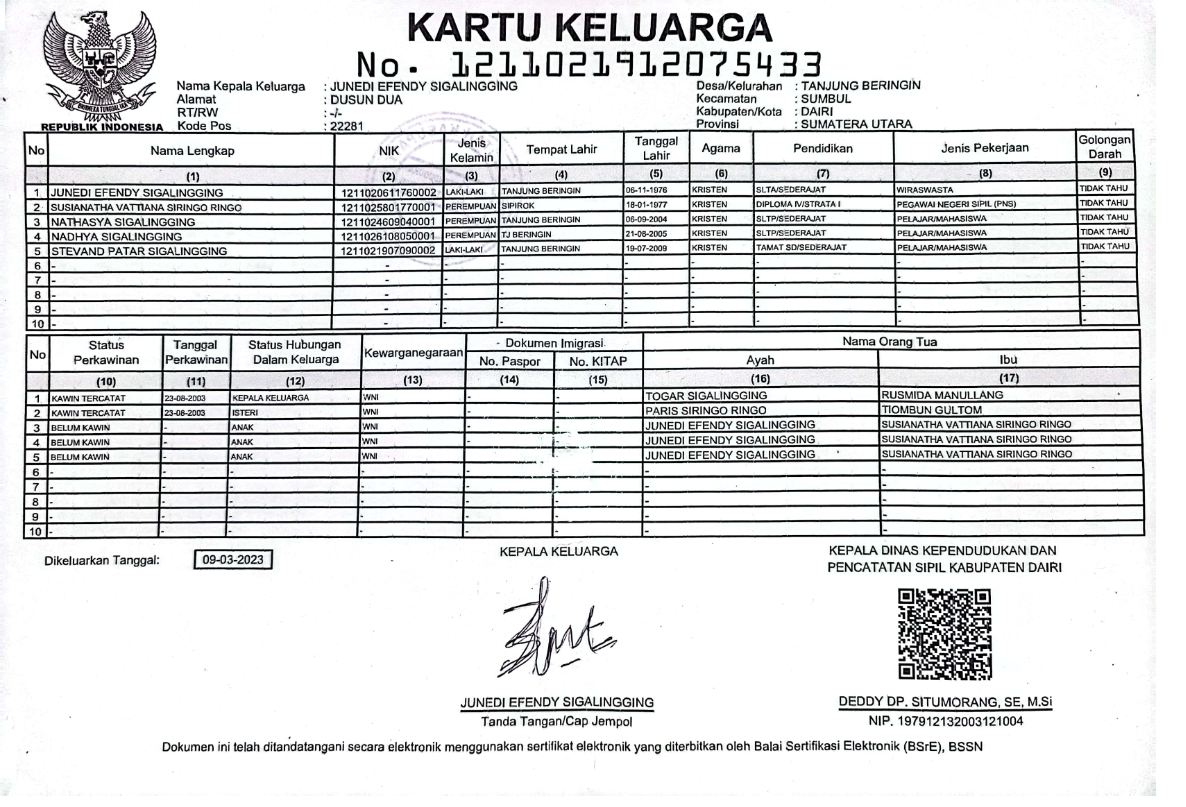 KARTU KELUARGA
No. 1211021912075433
Nama Kepala Keluarga : JUNEDI EFENDY SIGALINGGING
Alamat : DUSUN DUA
RT/RW : -/-
Kode Pos : 22281
Desa/Kelurahan : TANJUNG BERINGIN
Kecamatan : SUMBUL
Kabupaten/Kota : DAIRI
Provinsi : SUMATERA UTARA
REPUBLIK INDONESIA
No Nama Lengkap NIK Jenis Kelamin Tempat Lahir Tanggal Lahir Agama Pendidikan Jenis Pekerjaan Golongan Darah
(1) (2) (3) (4) (5) (6) (7) (8) (9)
1 JUNEDI EFENDY SIGALINGGING 1211020611760002 LAKI-LAKI TANJUNG BERINGIN 06-11-1976 KRISTEN SLTA/SEDERAJAT WIRASWASTA TIDAK TAHU
2 SUSIANATHA VATTIANA SIRINGO RINGO 1211025801770001 PEREMPUAN SIPIROK 18-01-1977 KRISTEN DIPLOMA IV/STRATA I PEGAWAI NEGERI SIPIL (PNS) TIDAK TAHU
3 NATHASYA SIGALINGGING 1211024609040001 PEREMPUAN TANJUNG BERINGIN 06-09-2004 KRISTEN SLTP/SEDERAJAT PELAJAR/MAHASISWA TIDAK TAHU
4 NADHYA SIGALINGGING 1211026108050001 PEREMPUAN TJ BERINGIN 21-08-2005 KRISTEN SLTP/SEDERAJAT PELAJAR/MAHASISWA TIDAK TAHU
5 STEVAND PATAR SIGALINGGING 1211021907090002 LAKI-LAKI TANJUNG BERINGIN 19-07-2009 KRISTEN TAMAT SD/SEDERAJAT PELAJAR/MAHASISWA TIDAK TAHU
6 - - - - - - - - -
7 - - - - - - - - -
8 - - - - - - - - -
9 - - - - - - - - -
10 - - - - - - - - -
No Status Perkawinan Tanggal Perkawinan Status Hubungan Dalam Keluarga Kewarganegaraan Dokumen Imigrasi Nama Orang Tua
No. Paspor No. KITAP Ayah Ibu
(10) (11) (12) (13) (14) (15) (16) (17)
1 KAWIN TERCATAT 23-08-2003 KEPALA KELUARGA WNI - - TOGAR SIGALINGGING RUSMIDA MANULLANG
2 KAWIN TERCATAT 23-08-2003 ISTERI WNI - - PARIS SIRINGO RINGO TIOMBUN GULTOM
3 BELUM KAWIN - ANAK WNI - - JUNEDI EFENDY SIGALINGGING SUSIANATHA VATTIANA SIRINGO RINGO
4 BELUM KAWIN - ANAK WNI - - JUNEDI EFENDY SIGALINGGING SUSIANATHA VATTIANA SIRINGO RINGO
5 BELUM KAWIN - ANAK WNI - - JUNEDI EFENDY SIGALINGGING SUSIANATHA VATTIANA SIRINGO RINGO
6 - - - - - - - -
7 - - - - - - - -
8 - - - - - - - -
9 - - - - - - - -
10 - - - - - - - -
Dikeluarkan Tanggal: 09-03-2023
KEPALA KELUARGA
JUNEDI EFENDY SIGALINGGING
Tanda Tangan/Cap Jempol
KEPALA DINAS KEPENDUDUKAN DAN
PENCATATAN SIPIL KABUPATEN DAIRI
DEDDY DP. SITUMORANG, SE, M.Si
NIP. 197912132003121004
Dokumen ini telah ditandatangani secara elektronik menggunakan sertifikat elektronik yang diterbitkan oleh Balai Sertifikasi Elektronik (BSrE), BSSN